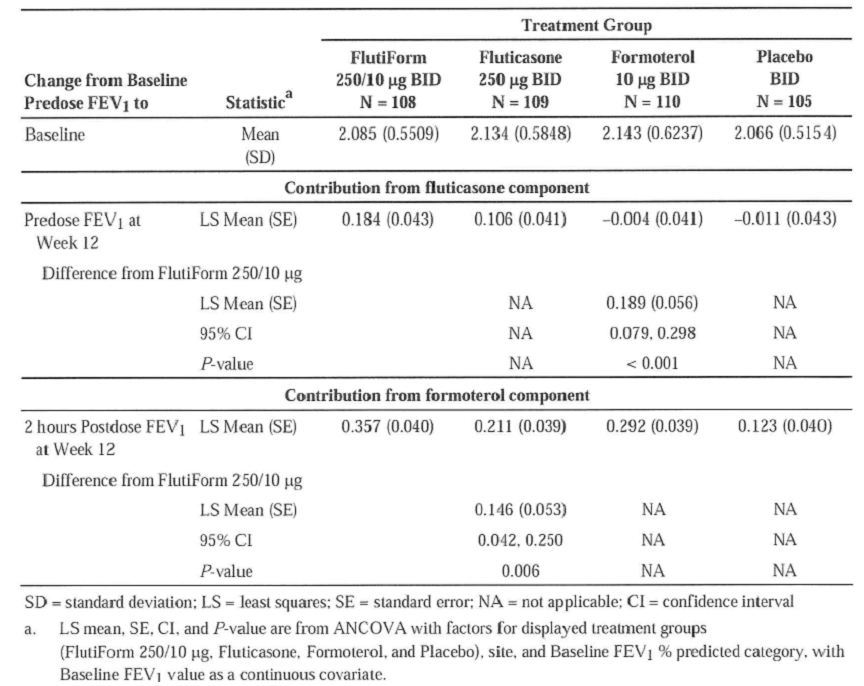 Treatment Group
Change from Baseline Predose FEV1 to Statistic a FlutiForm 250/10 µg BID N = 108 Fluticasone 250 µg BID N = 109 Formoterol 10 µg BID N = 110 Placebo BID N = 105
Baseline Mean (SD) 2.085 (0.5509) 2.134 (0.5848) 2.143 (0.6237) 2.066 (0.5154)
Contribution from fluticasone component
Predose FEV1 at Week 12 LS Mean (SE) 0.184 (0.043) 0.106 (0.041) −0.004 (0.041) −0.011 (0.043)
Difference from FlutiForm 250/10 µg
LS Mean (SE) NA 0.189 (0.056) NA
95% CI NA 0.079, 0.298 NA
P-value NA < 0.001 NA
Contribution from formoterol component
2 hours Postdose FEV1 at Week 12 LS Mean (SE) 0.357 (0.040) 0.211 (0.039) 0.292 (0.039) 0.123 (0.040)
Difference from FlutiForm 250/10 µg
LS Mean (SE) 0.146 (0.053) NA NA
95% CI 0.042, 0.250 NA NA
P-value 0.006 NA NA
SD = standard deviation; LS = least squares; SE = standard error; NA = not applicable; CI = confidence interval
a. LS mean, SE, CI, and P-value are from ANCOVA with factors for displayed treatment groups
(FlutiForm 250/10 µg, Fluticasone, Formoterol, and Placebo), site, and Baseline FEV1 % predicted category, with
Baseline FEV1 value as a continuous covariate.